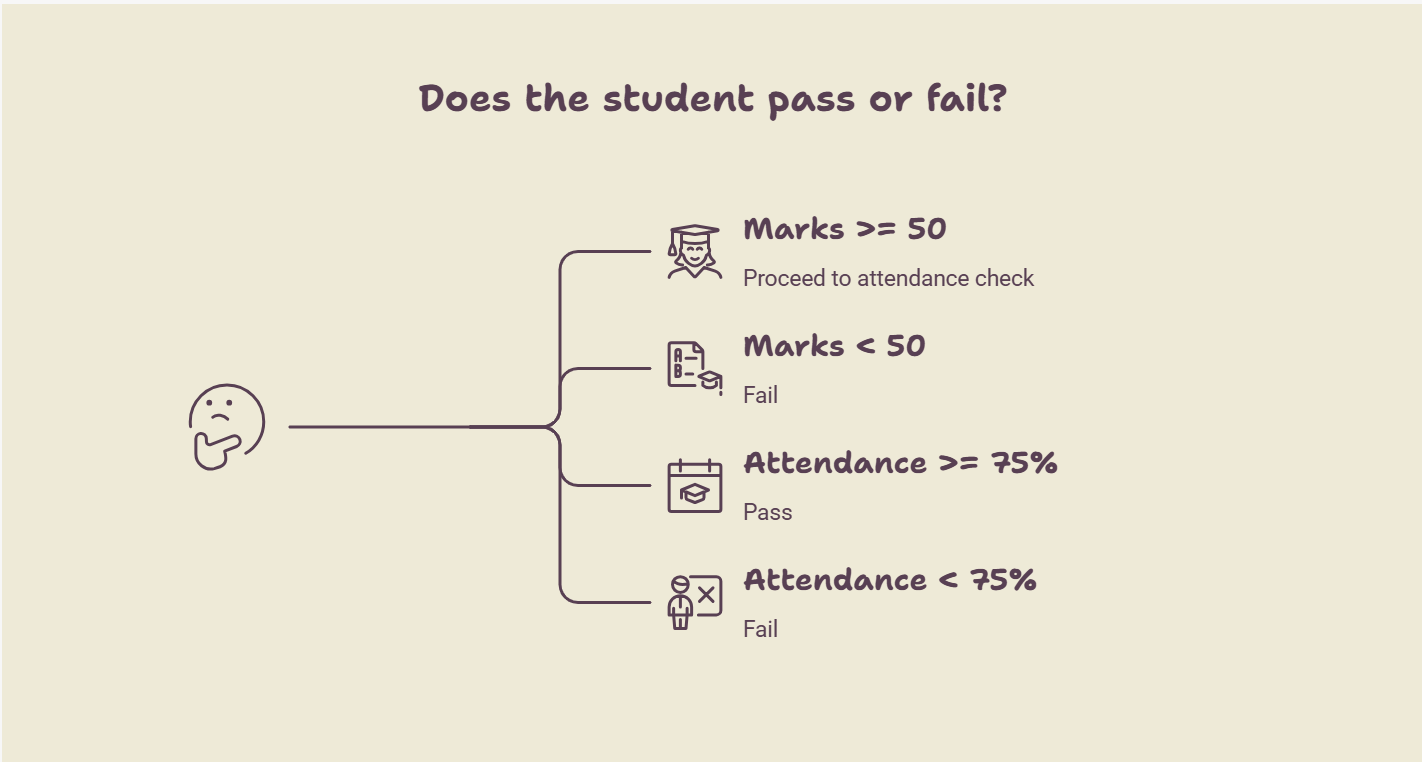 Does the student pass or fail?
Marks >= 50
Proceed to attendance check
Marks < 50
A
B
Fail
Attendance >= 75%
Pass
Attendance < 75%
Fail